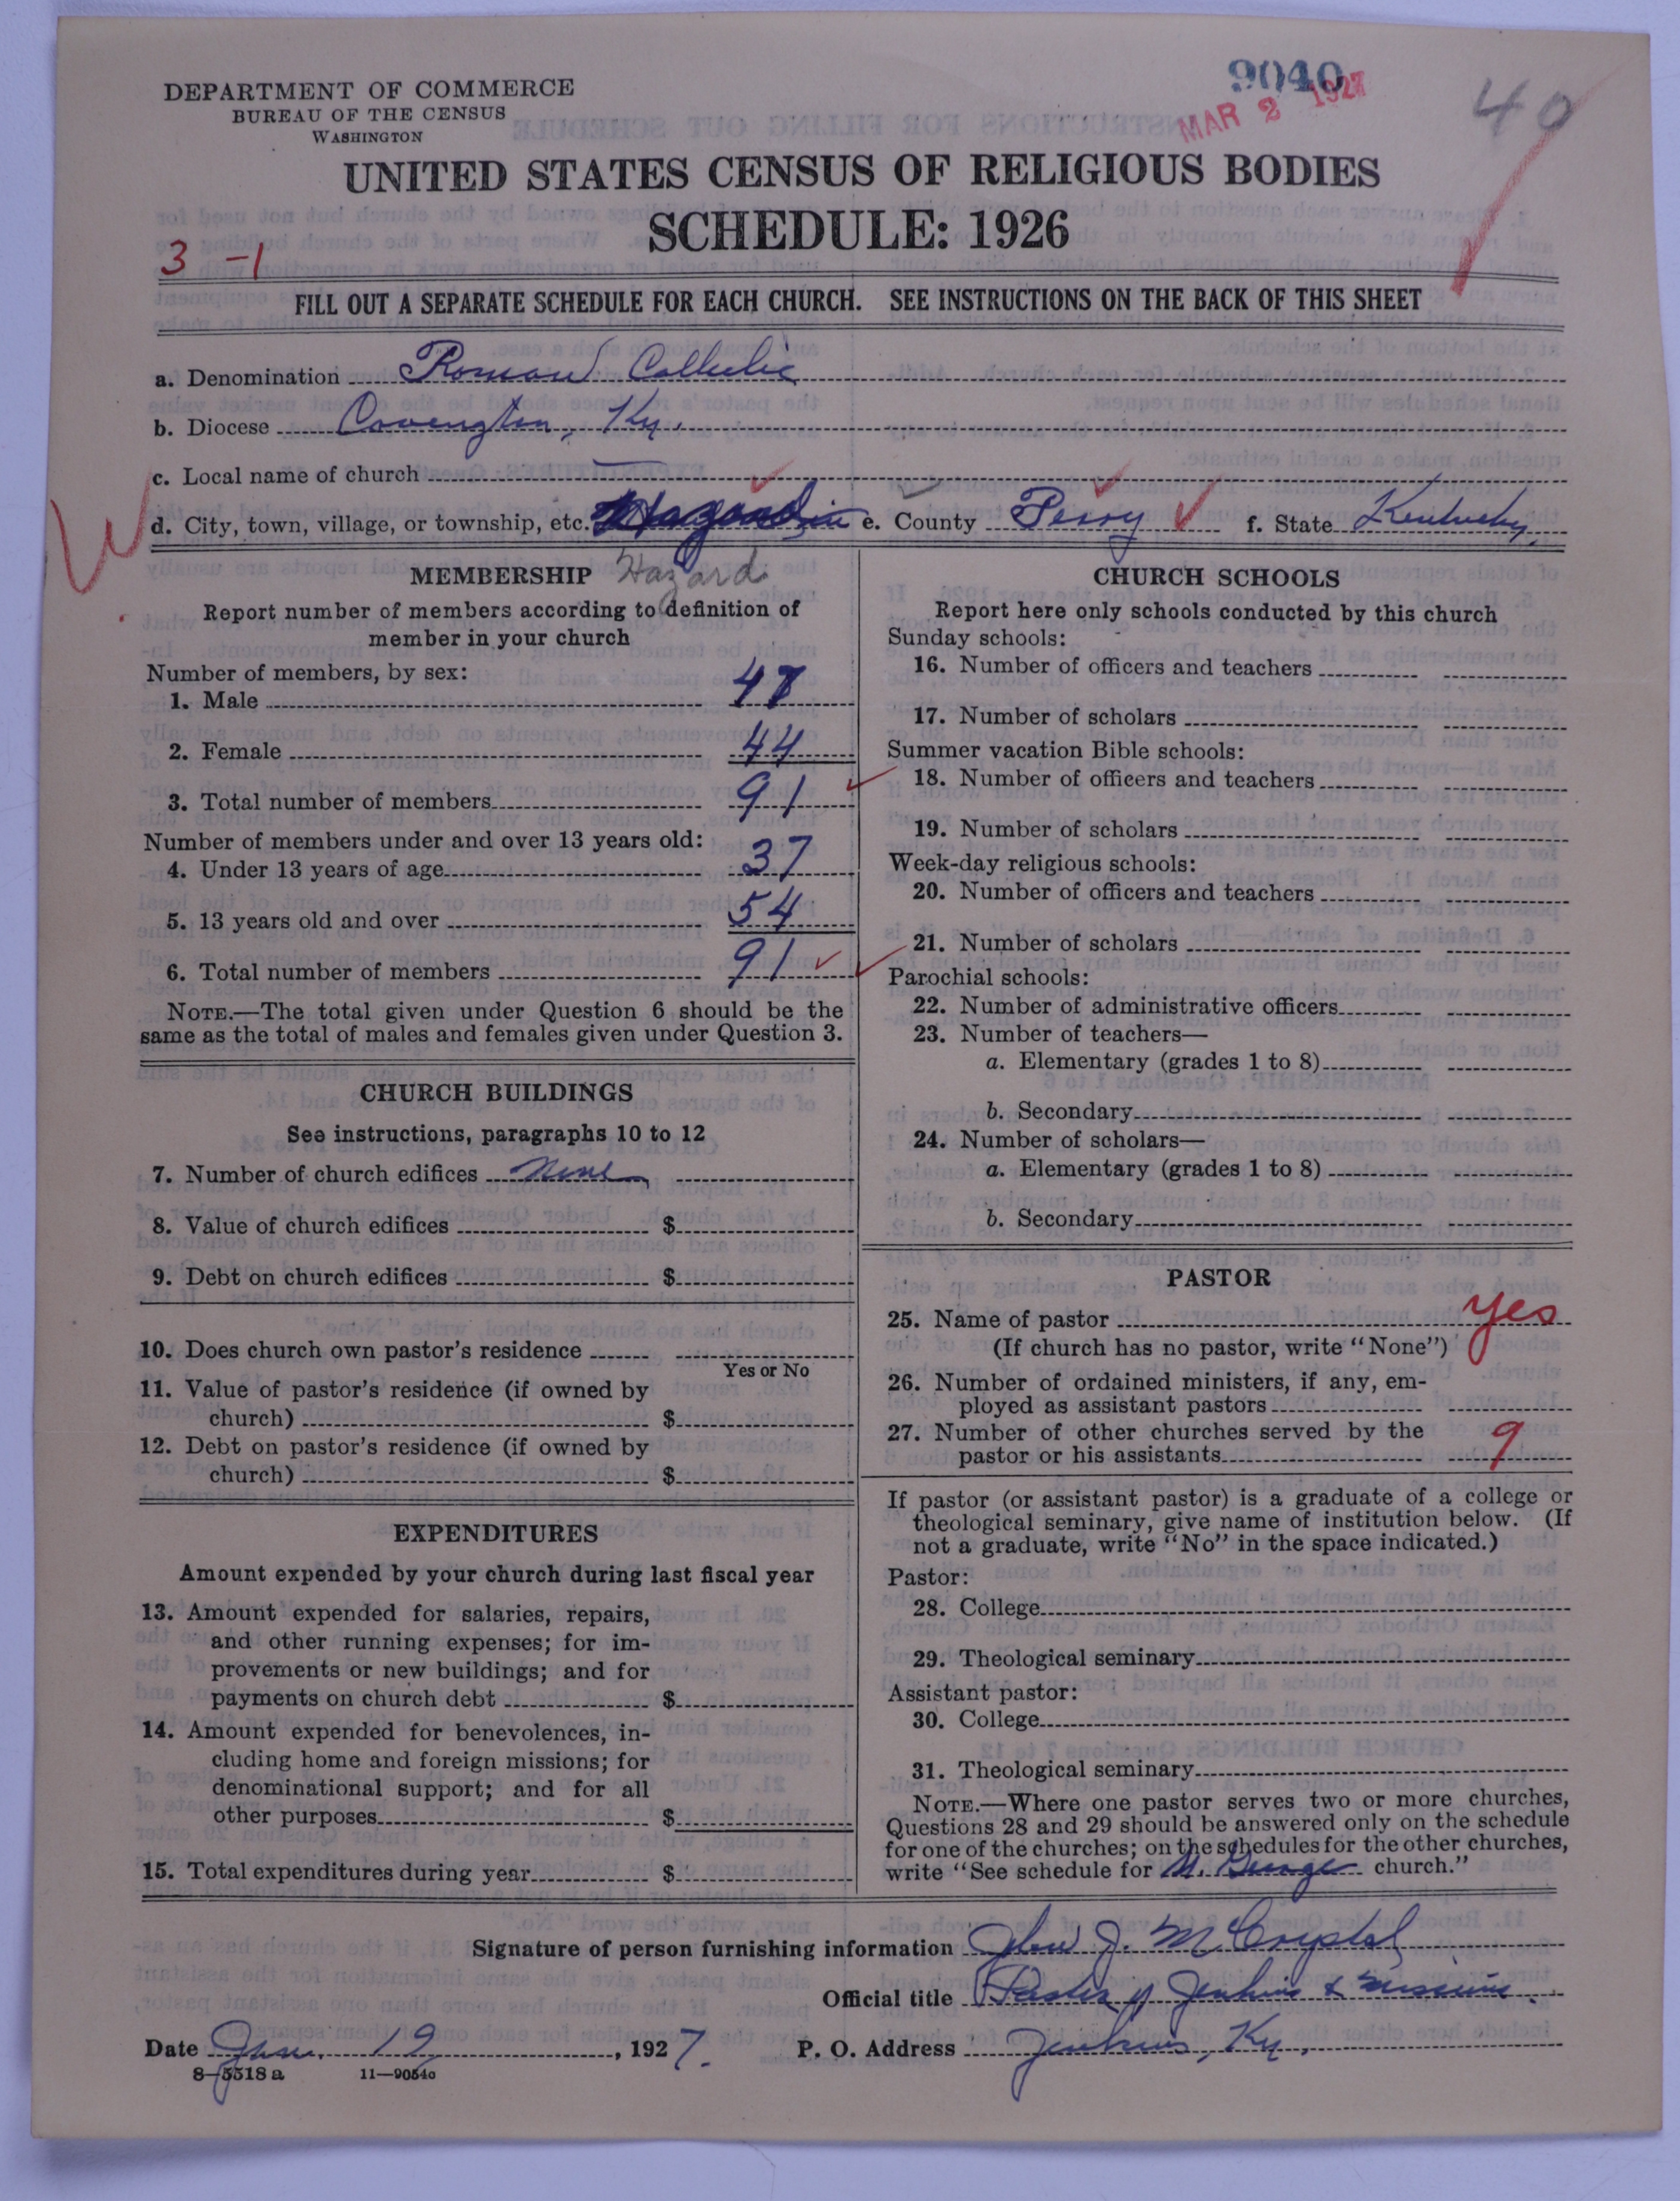 9040
MAR 2 1927
40
DEPARTMENT OF COMMERCE
BUREAU OF THE CENSUS
WASHINGTON
UNITED STATES CENSUS OF RELIGIOUS BODIES
SCHEDULE: 1926
3 -1
FILL OUT A SEPARATE SCHEDULE FOR EACH CHURCH. SEE INSTRUCTIONS ON THE BACK OF THIS SHEET
a. Denomination Roman Catholic
b. Diocese Covington, Ky.
c. Local name of church
d. City, town, village, or township, etc. Hazard e. County Perry f. State Kentucky.
Hazard
MEMBERSHIP
Report number of members according to definition of
member in your church
Number of members, by sex:
1. Male 47
2. Female 44
3. Total number of members 91
Number of members under and over 13 years old:
4. Under 13 years of age 37
5. 13 years old and over 54
6. Total number of members 91
NOTE.—The total given under Question 6 should be the
same as the total of males and females given under Question 3.
CHURCH BUILDINGS
See instructions, paragraphs 10 to 12
7. Number of church edifices None
8. Value of church edifices $
9. Debt on church edifices $
10. Does church own pastor's residence
Yes or No
11. Value of pastor's residence (if owned by
church) $
12. Debt on pastor's residence (if owned by
church) $
EXPENDITURES
Amount expended by your church during last fiscal year
13. Amount expended for salaries, repairs,
and other running expenses; for im-
provements or new buildings; and for
payments on church debt $
14. Amount expended for benevolences, in-
cluding home and foreign missions; for
denominational support; and for all
other purposes $
15. Total expenditures during year $
CHURCH SCHOOLS
Report here only schools conducted by this church
Sunday schools:
16. Number of officers and teachers
17. Number of scholars
Summer vacation Bible schools:
18. Number of officers and teachers
19. Number of scholars
Week-day religious schools:
20. Number of officers and teachers
21. Number of scholars
Parochial schools:
22. Number of administrative officers
23. Number of teachers—
a. Elementary (grades 1 to 8)
b. Secondary
24. Number of scholars—
a. Elementary (grades 1 to 8)
b. Secondary
PASTOR
25. Name of pastor yes
(If church has no pastor, write "None")
26. Number of ordained ministers, if any, em-
ployed as assistant pastors
27. Number of other churches served by the
pastor or his assistants 9
If pastor (or assistant pastor) is a graduate of a college or
theological seminary, give name of institution below. (If
not a graduate, write "No" in the space indicated.)
Pastor:
28. College
29. Theological seminary
Assistant pastor:
30. College
31. Theological seminary
NOTE.—Where one pastor serves two or more churches,
Questions 28 and 29 should be answered only on the schedule
for one of the churches; on the schedules for the other churches,
write "See schedule for St. George church."
Signature of person furnishing information John J. McCrystal
Official title Pastor of Jenkins & missions.
Date Jan. 19, 1927. P. O. Address Jenkins, Ky.
8—5518 a 11—9054a